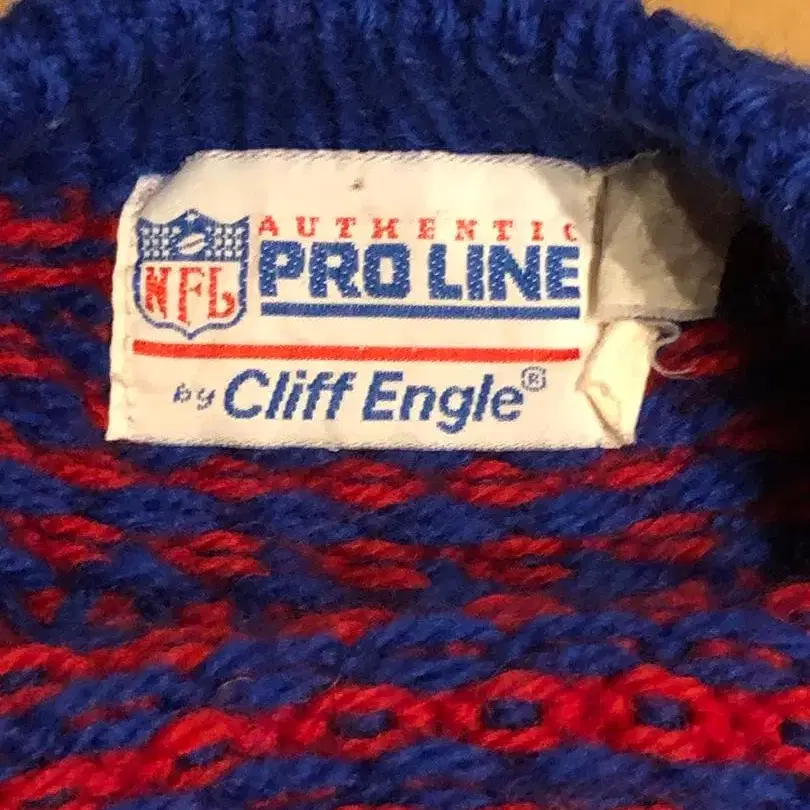 NFL
AUTHENTIC
PRO LINE
by Cliff Engle®